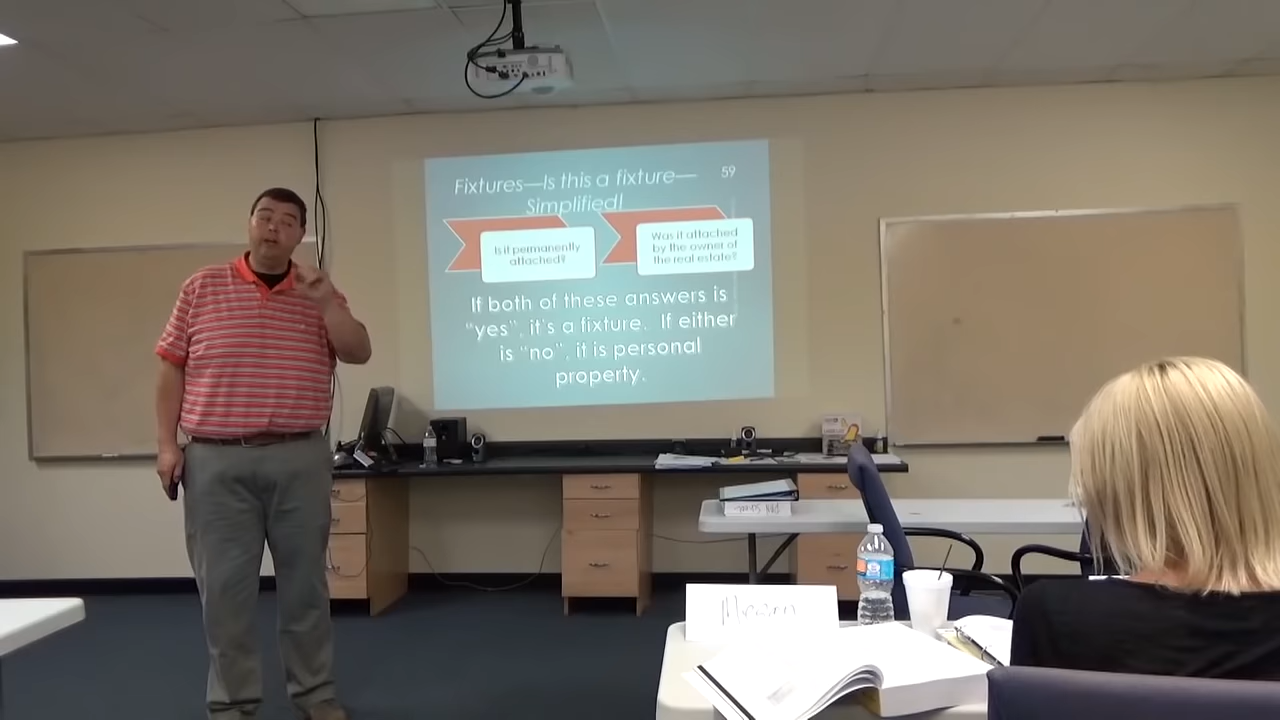 Fixtures—Is this a fixture—
Simplified!
59
Is it permanently
attached?
Was it attached
by the owner of
the real estate?
If both of these answers is
"yes", it's a fixture. If either
is "no", it is personal
property.